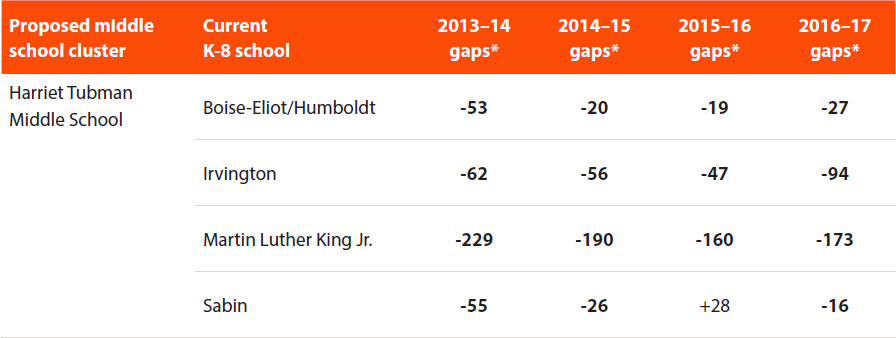 Proposed middle school cluster Current K-8 school 2013–14 gaps* 2014–15 gaps* 2015–16 gaps* 2016–17 gaps*
Harriet Tubman Middle School
Boise-Eliot/Humboldt -53 -20 -19 -27
Irvington -62 -56 -47 -94
Martin Luther King Jr. -229 -190 -160 -173
Sabin -55 -26 +28 -16